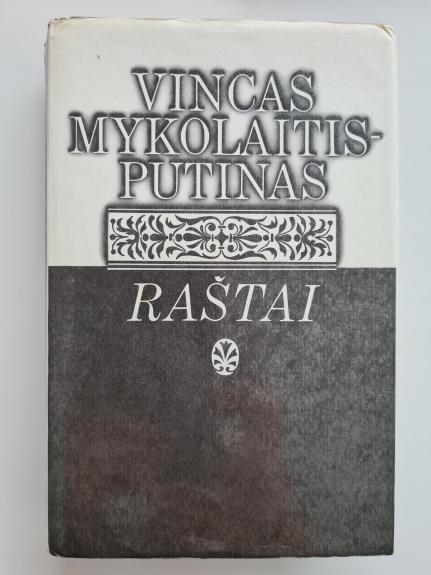 VINCAS
MYKOLAITIS-
PUTINAS
RAŠTAI